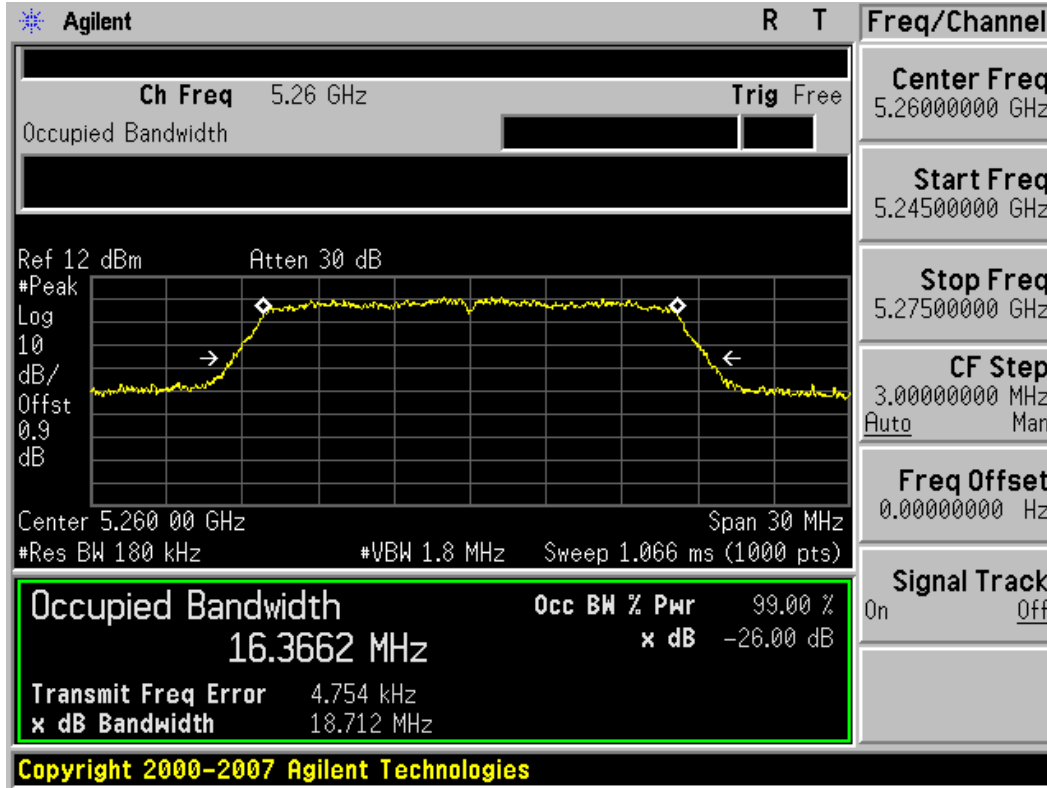 Agilent R T
Ch Freq 5.26 GHz Trig Free
Occupied Bandwidth
Ref 12 dBm Atten 30 dB
#Peak
Log
10
dB/
Offst
0.9
dB
Center 5.260 00 GHz Span 30 MHz
#Res BW 180 kHz #VBW 1.8 MHz Sweep 1.066 ms (1000 pts)
Occupied Bandwidth Occ BW % Pwr 99.00 %
16.3662 MHz x dB -26.00 dB
Transmit Freq Error 4.754 kHz
x dB Bandwidth 18.712 MHz
Copyright 2000-2007 Agilent Technologies
Freq/Channel
Center Freq
5.26000000 GHz
Start Freq
5.24500000 GHz
Stop Freq
5.27500000 GHz
CF Step
3.00000000 MHz
Auto Man
Freq Offset
0.00000000 Hz
Signal Track
On Off